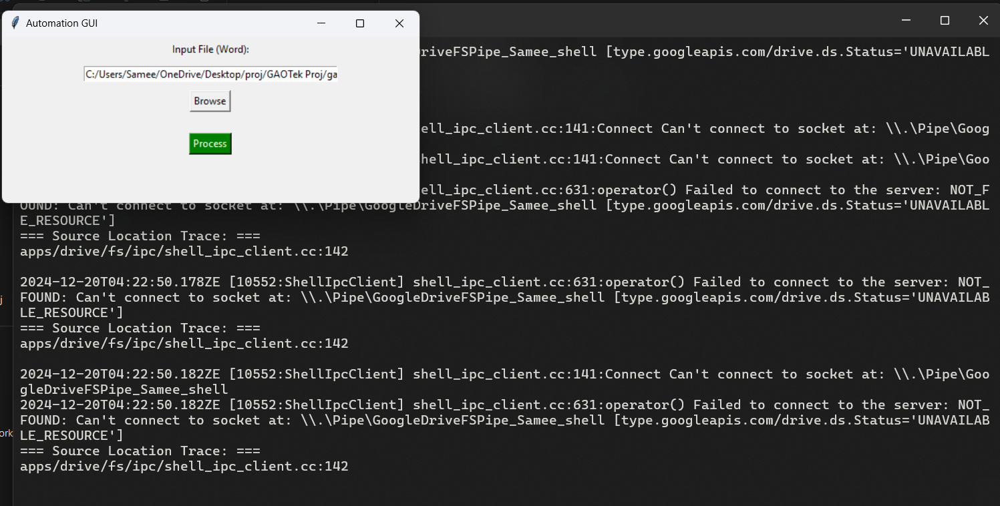 Automation GUI
Input File (Word):
C:/Users/Samee/OneDrive/Desktop/proj/GAOTek Proj/ga
Browse
Process
riveFSPipe_Samee_shell [type.googleapis.com/drive.ds.Status='UNAVAILABL
ell_ipc_client.cc:141:Connect Can't connect to socket at: \\.\Pipe\Goog
hell_ipc_client.cc:141:Connect Can't connect to socket at: \\.\Pipe\Goo
ell_ipc_client.cc:631:operator() Failed to connect to the server: NOT_F
OUND: Can't connect to socket at: \\.\Pipe\GoogleDriveFSPipe_Samee_shell [type.googleapis.com/drive.ds.Status='UNAVAILABL
E_RESOURCE']
=== Source Location Trace: ===
apps/drive/fs/ipc/shell_ipc_client.cc:142
2024-12-20T04:22:50.178ZE [10552:ShellIpcClient] shell_ipc_client.cc:631:operator() Failed to connect to the server: NOT_
FOUND: Can't connect to socket at: \\.\Pipe\GoogleDriveFSPipe_Samee_shell [type.googleapis.com/drive.ds.Status='UNAVAILAB
LE_RESOURCE']
=== Source Location Trace: ===
apps/drive/fs/ipc/shell_ipc_client.cc:142
2024-12-20T04:22:50.182ZE [10552:ShellIpcClient] shell_ipc_client.cc:141:Connect Can't connect to socket at: \\.\Pipe\Goo
gleDriveFSPipe_Samee_shell
2024-12-20T04:22:50.182ZE [10552:ShellIpcClient] shell_ipc_client.cc:631:operator() Failed to connect to the server: NOT_
FOUND: Can't connect to socket at: \\.\Pipe\GoogleDriveFSPipe_Samee_shell [type.googleapis.com/drive.ds.Status='UNAVAILAB
LE_RESOURCE']
=== Source Location Trace: ===
apps/drive/fs/ipc/shell_ipc_client.cc:142
j
ork